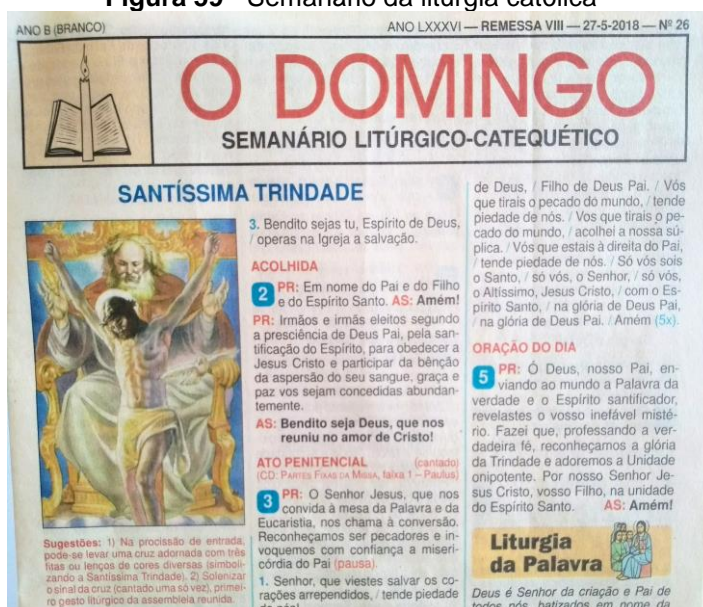 Figura 39 - Semanário da liturgia católica
ANO B (BRANCO)
ANO LXXXVI — REMESSA VIII — 27-5-2018 — Nº 26
O DOMINGO
SEMANÁRIO LITÚRGICO-CATEQUÉTICO
SANTÍSSIMA TRINDADE
Sugestões: 1) Na procissão de entrada,
pode-se levar uma cruz adornada com três
fitas ou lenços de cores diversas (simboli-
zando a Santíssima Trindade). 2) Solenizar
o sinal da cruz (cantado uma só vez), primei-
ro gesto litúrgico da assembleia reunida.
3. Bendito sejas tu, Espírito de Deus,
/ operas na Igreja a salvação.
ACOLHIDA
2 PR: Em nome do Pai e do Filho
e do Espírito Santo. AS: Amém!
PR: Irmãos e irmãs eleitos segundo
a presciência de Deus Pai, pela san-
tificação do Espírito, para obedecer a
Jesus Cristo e participar da bênção
da aspersão do seu sangue, graça e
paz vos sejam concedidas abundan-
temente.
AS: Bendito seja Deus, que nos
reuniu no amor de Cristo!
ATO PENITENCIAL (cantado)
(CD: PARTES FIXAS DA MISSA, faixa 1 – Paulus)
3 PR: O Senhor Jesus, que nos
convida à mesa da Palavra e da
Eucaristia, nos chama à conversão.
Reconheçamos ser pecadores e in-
voquemos com confiança a miseri-
córdia do Pai (pausa).
1. Senhor, que viestes salvar os co-
rações arrependidos, / tende piedade
de nós!
de Deus, / Filho de Deus Pai. / Vós
que tirais o pecado do mundo, / tende
piedade de nós. / Vos que tirais o pe-
cado do mundo, / acolhei a nossa sú-
plica. / Vós que estais à direita do Pai,
/ tende piedade de nós. / Só vós sois
o Santo, / só vós, o Senhor, / só vós,
o Altíssimo, Jesus Cristo, / com o Es-
pírito Santo, / na glória de Deus Pai,
/ na glória de Deus Pai. / Amém (5x).
ORAÇÃO DO DIA
5 PR: Ó Deus, nosso Pai, en-
viando ao mundo a Palavra da
verdade e o Espírito santificador,
revelastes o vosso inefável misté-
rio. Fazei que, professando a ver-
dadeira fé, reconheçamos a glória
da Trindade e adoremos a Unidade
onipotente. Por nosso Senhor Je-
sus Cristo, vosso Filho, na unidade
do Espírito Santo. AS: Amém!
Liturgia
da Palavra
Deus é Senhor da criação e Pai de
todos nós, batizados em nome da